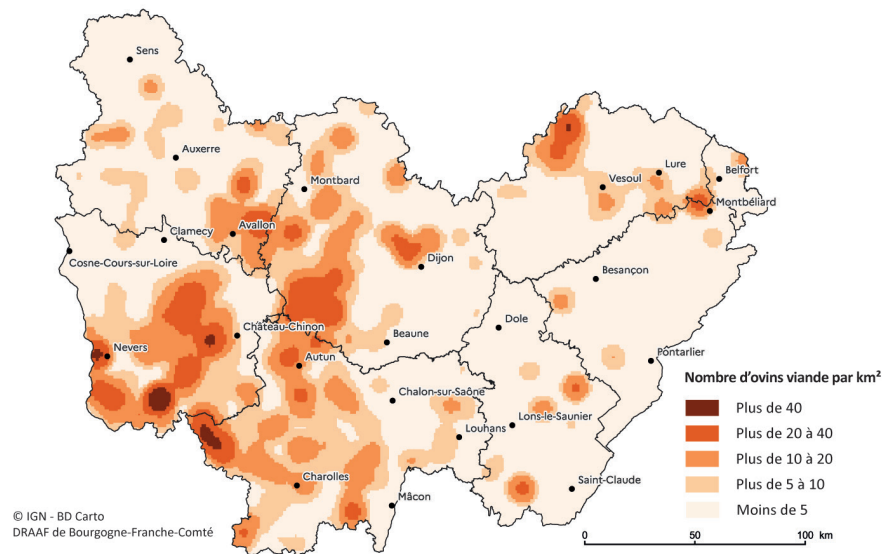 Sens
Auxerre
Montbard
Vesoul
Lure
Belfort
Montbéliard
Clamecy
Avallon
Cosne-Cours-sur-Loire
Dijon
Besançon
Château-Chinon
Dole
Nevers
Beaune
Autun
Pontarlier
Chalon-sur-Saône
Lons-le-Saunier
Louhans
Charolles
Saint-Claude
Mâcon
Nombre d'ovins viande par km²
Plus de 40
Plus de 20 à 40
Plus de 10 à 20
Plus de 5 à 10
Moins de 5
© IGN - BD Carto
DRAAF de Bourgogne-Franche-Comté
0 50 100 km